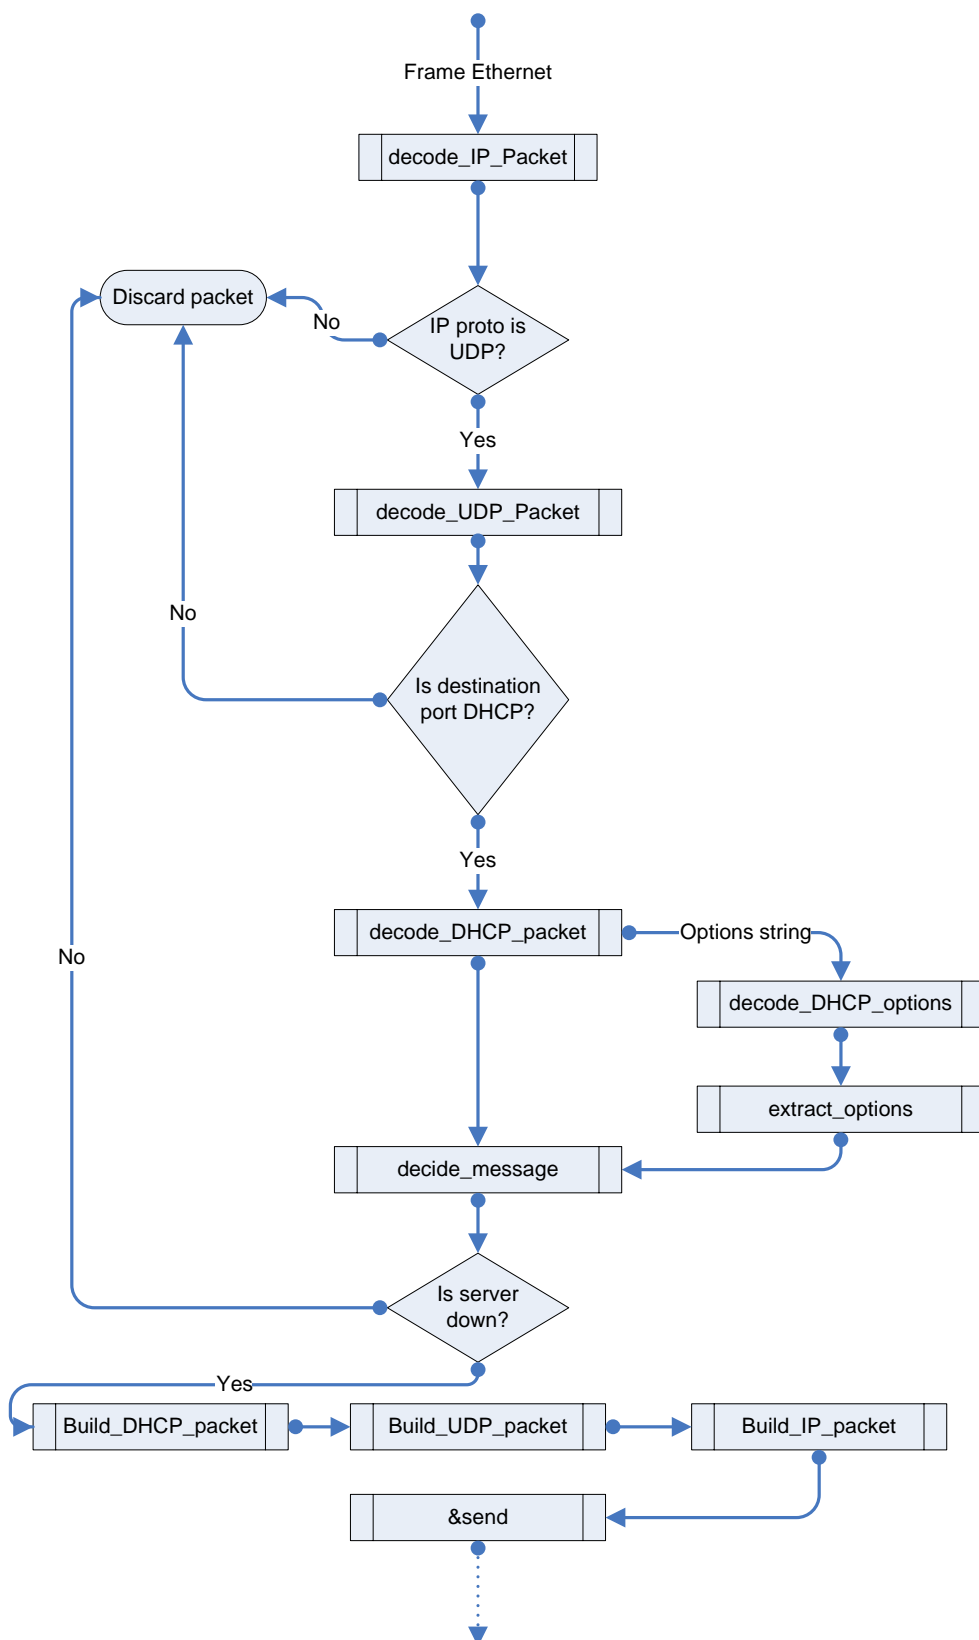 Frame Ethernet
decode_IP_Packet
Discard packet
No
IP proto is
UDP?
Yes
decode_UDP_Packet
No
Is destination
port DHCP?
Yes
decode_DHCP_packet
Options string
No
decode_DHCP_options
extract_options
decide_message
Is server
down?
Yes
Build_DHCP_packet
Build_UDP_packet
Build_IP_packet
&send